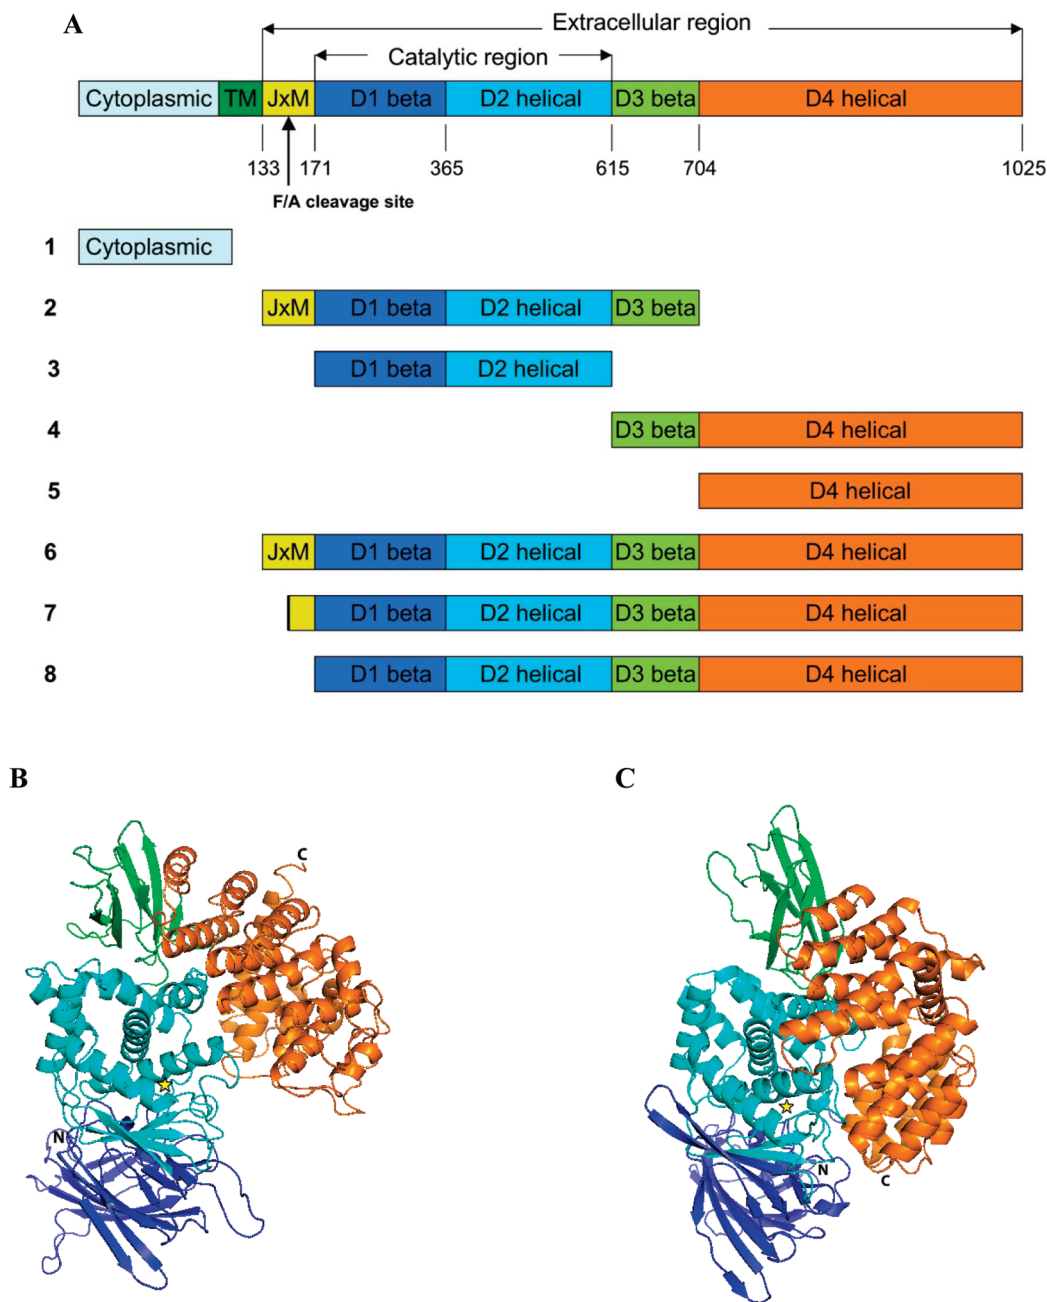 A
Extracellular region
Catalytic region
Cytoplasmic TM JxM D1 beta D2 helical D3 beta D4 helical
133 171 365 615 704 1025
F/A cleavage site
1 Cytoplasmic
2 JxM D1 beta D2 helical D3 beta
3 D1 beta D2 helical
4 D3 beta D4 helical
5 D4 helical
6 JxM D1 beta D2 helical D3 beta D4 helical
7 D1 beta D2 helical D3 beta D4 helical
8 D1 beta D2 helical D3 beta D4 helical
B C
C
N
N
C